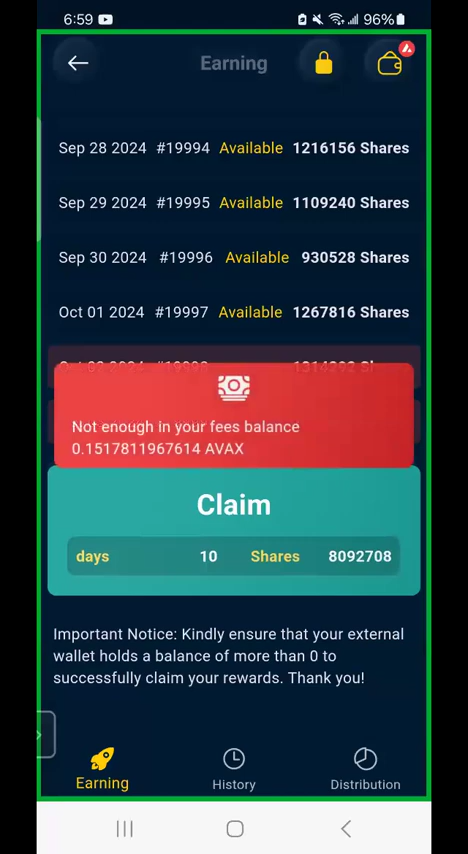 6:59 96%
Earning
Sep 28 2024 #19994 Available 1216156 Shares
Sep 29 2024 #19995 Available 1109240 Shares
Sep 30 2024 #19996 Available 930528 Shares
Oct 01 2024 #19997 Available 1267816 Shares
Not enough in your fees balance
0.1517811967614 AVAX
Claim
days 10 Shares 8092708
Important Notice: Kindly ensure that your external
wallet holds a balance of more than 0 to
successfully claim your rewards. Thank you!
Earning History Distribution